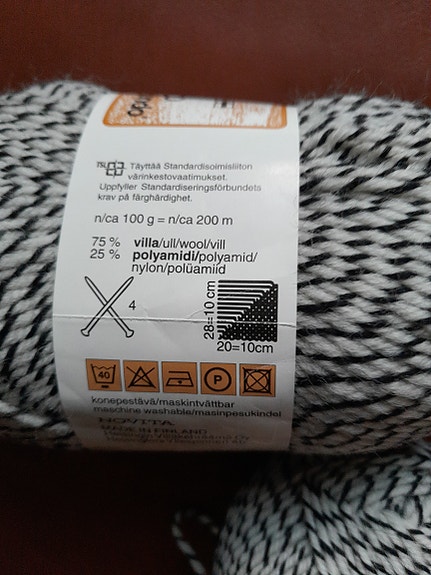 TSL Täyttää Standardisoimisliiton
värinkestovaatimukset.
Uppfyller Standardiseringsförbundets
krav på färghärdighet.
n/ca 100 g = n/ca 200 m
75 % villa/ull/wool/vill
25 % polyamidi/polyamid/
nylon/polüamiid
4
28=10 cm
20=10cm
40
P
konepestävä/maskintvättbar
machine washable/masinpesukindel
NOVITA
MADE IN FINLAND